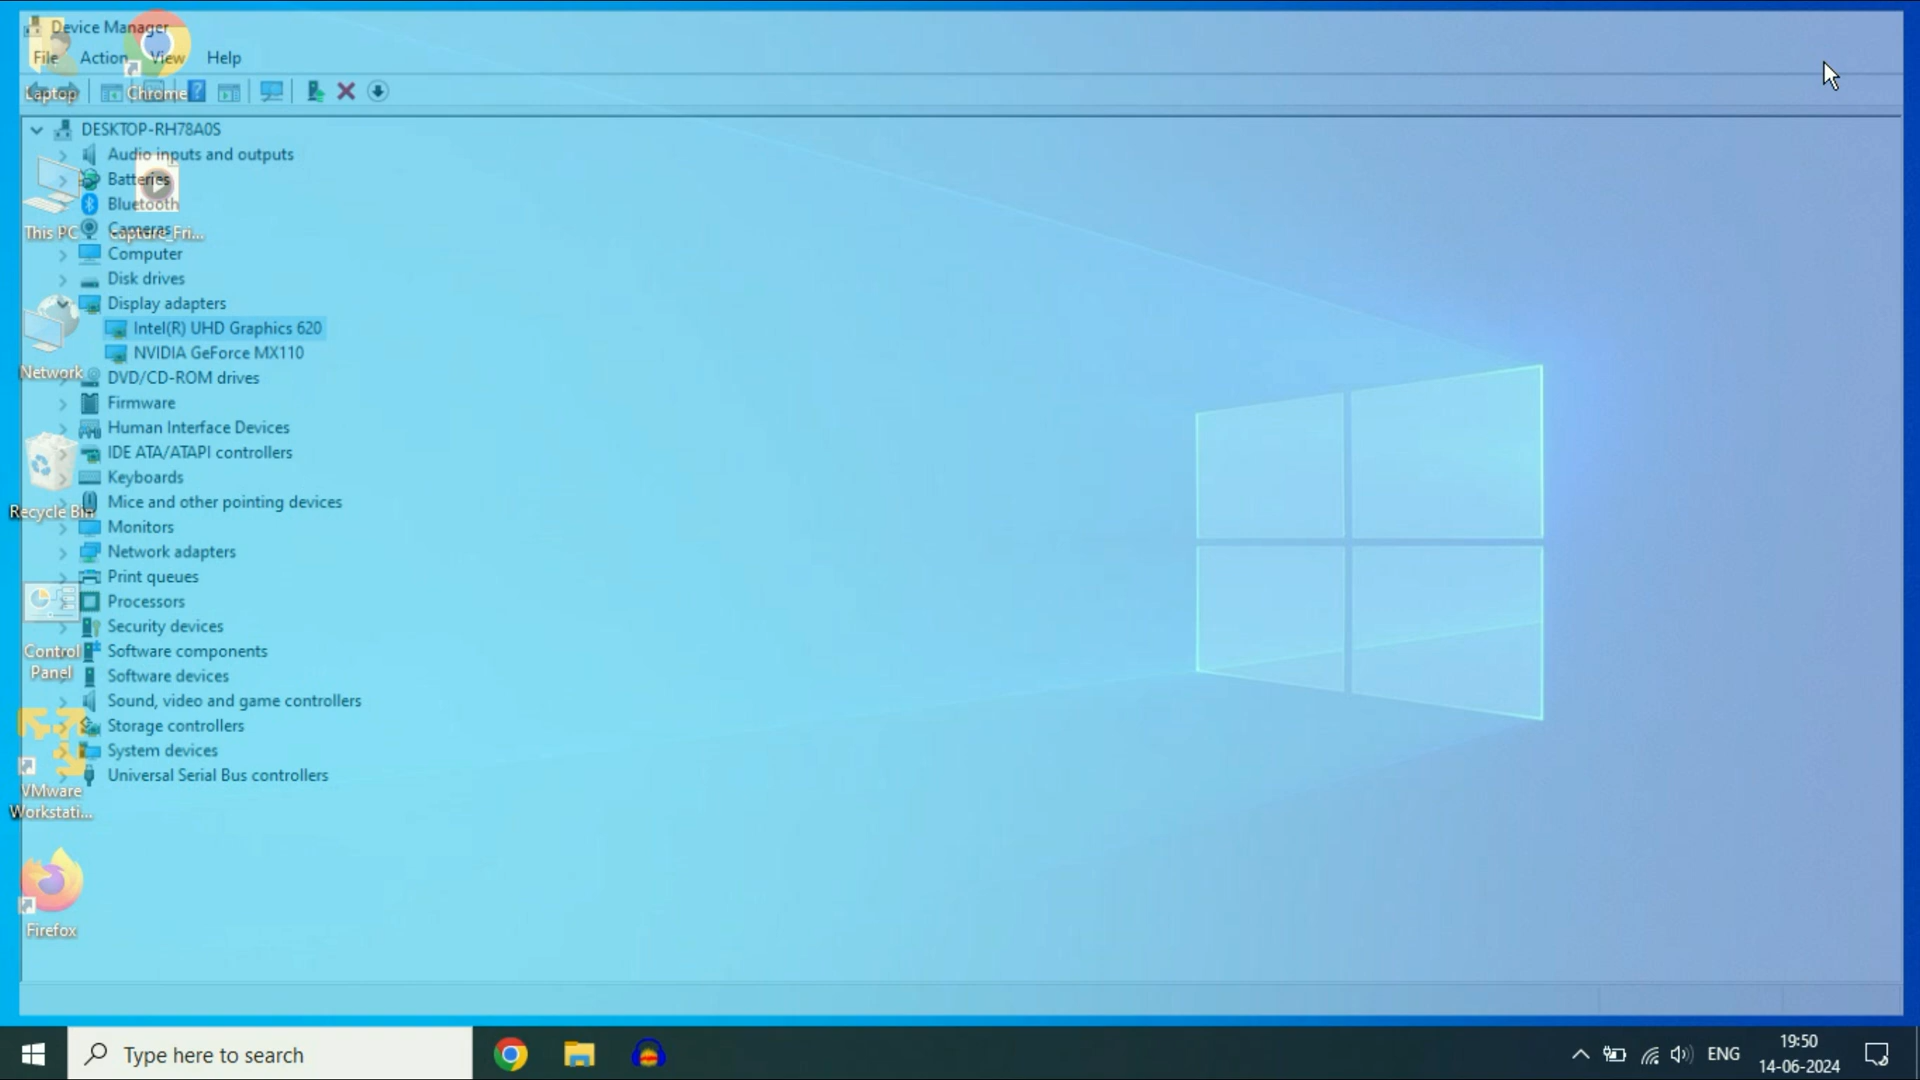 Device Manager
File Action View Help
Laptop
Chrome
DESKTOP-RH78A0S
Audio inputs and outputs
Batteries
Bluetooth
Cameras
This PC
capture_Fri...
Computer
Disk drives
Display adapters
Intel(R) UHD Graphics 620
NVIDIA GeForce MX110
Network
DVD/CD-ROM drives
Firmware
Human Interface Devices
IDE ATA/ATAPI controllers
Keyboards
Mice and other pointing devices
Recycle Bin
Monitors
Network adapters
Print queues
Processors
Security devices
Control
Panel
Software components
Software devices
Sound, video and game controllers
Storage controllers
System devices
Universal Serial Bus controllers
VMware
Workstati...
Firefox
Type here to search
ENG
19:50
14-06-2024